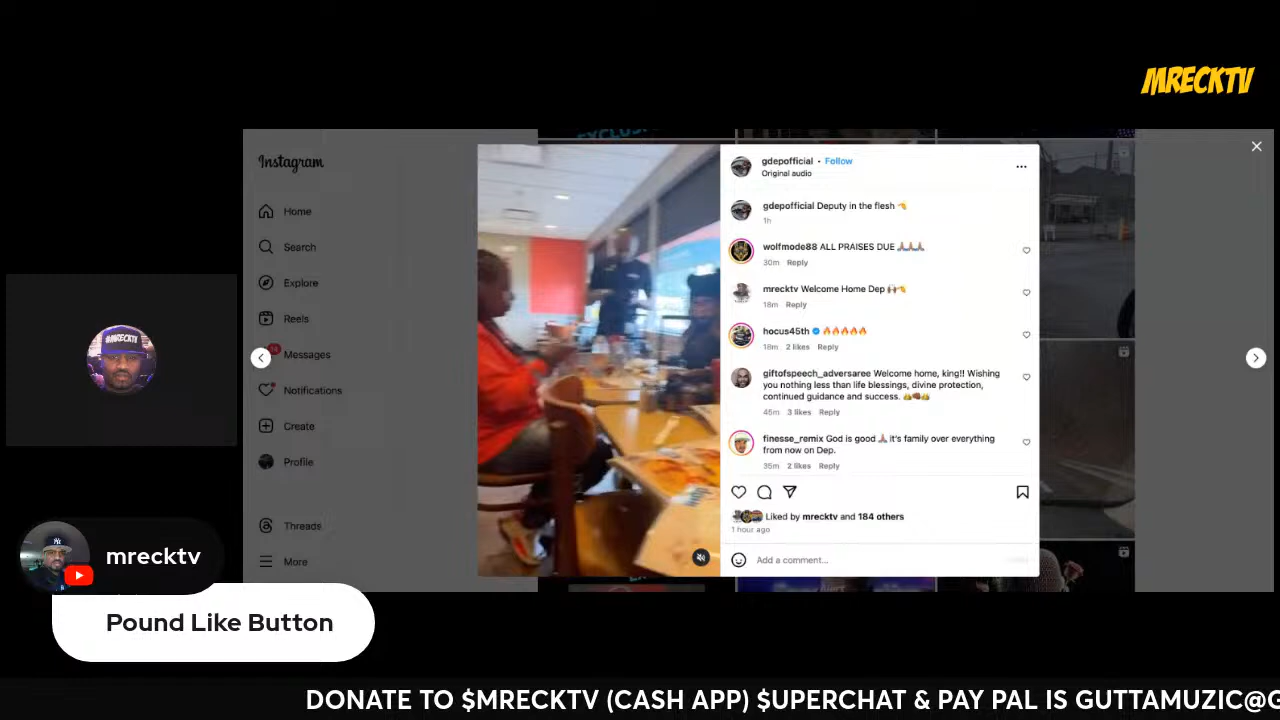 MRECKTV
EXCLUSI
Instagram
Home
Search
Explore
Reels
Messages
Notifications
Create
Profile
Threads
More
gdepofficial • Follow
Original audio
gdepofficial Deputy in the flesh 🫡
1h
wolfmode88 ALL PRAISES DUE 🙏🏽🙏🏽🙏🏽
30m Reply
mrecktv Welcome Home Dep 🙌🏾🫡
18m Reply
hocus45th 🔥🔥🔥🔥🔥
18m 2 likes Reply
giftofspeech_adversaree Welcome home, king!! Wishing
you nothing less than life blessings, divine protection,
continued guidance and success.
45m 3 likes Reply
finesse_remix God is good 🙏🏽 it's family over everything
from now on Dep.
35m 2 likes Reply
Liked by mrecktv and 184 others
1 hour ago
Add a comment...
mrecktv
Pound Like Button
DONATE TO $MRECKTV (CASH APP) $UPERCHAT & PAY PAL IS GUTTAMUZIC@